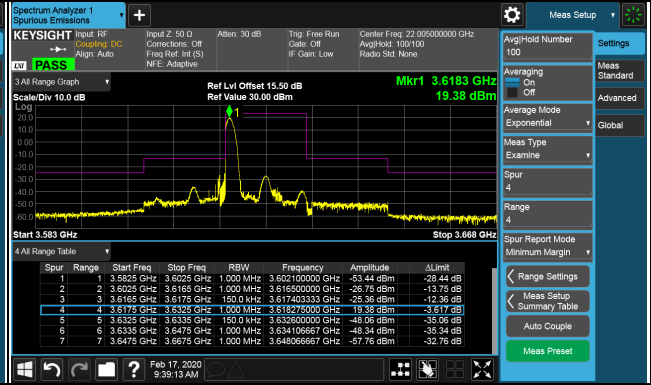 Spectrum Analyzer 1
Spurious Emissions
Meas Setup
KEYSIGHT
Input: RF
Coupling: DC
Align: Auto
Input Z: 50 Ω
Corrections: Off
Freq Ref: Int (S)
NFE: Adaptive
Atten: 30 dB
Trig: Free Run
Gate: Off
IF Gain: Low
Center Freq: 22.005000000 GHz
Avg|Hold: 100/100
Radio Std: None
LXI
PASS
3 All Range Graph
Scale/Div 10.0 dB
Ref Lvl Offset 15.50 dB
Ref Value 30.00 dBm
Mkr1 3.6183 GHz
19.38 dBm
Log
20.0
10.0
0.00
-10.0
-20.0
-30.0
-40.0
-50.0
-60.0
1
Start 3.583 GHz
Stop 3.668 GHz
4 All Range Table
Spur Range Start Freq Stop Freq RBW Frequency Amplitude ΔLimit
1 1 3.5825 GHz 3.6025 GHz 1.000 MHz 3.602100000 GHz -53.44 dBm -28.44 dB
2 2 3.6025 GHz 3.6165 GHz 1.000 MHz 3.616500000 GHz -26.75 dBm -13.75 dB
3 3 3.6165 GHz 3.6175 GHz 150.0 kHz 3.617403333 GHz -25.36 dBm -12.36 dB
4 4 3.6175 GHz 3.6325 GHz 1.000 MHz 3.618275000 GHz 19.38 dBm -3.617 dB
5 5 3.6325 GHz 3.6335 GHz 150.0 kHz 3.632600000 GHz -48.06 dBm -35.06 dB
6 6 3.6335 GHz 3.6475 GHz 1.000 MHz 3.634106667 GHz -48.34 dBm -35.34 dB
7 7 3.6475 GHz 3.6675 GHz 1.000 MHz 3.648066667 GHz -57.76 dBm -32.76 dB
Feb 17, 2020
9:39:13 AM
Avg|Hold Number
100
Averaging
On
Off
Average Mode
Exponential
Meas Type
Examine
Spur
4
Range
4
Spur Report Mode
Minimum Margin
Range Settings
Meas Setup
Summary Table
Auto Couple
Meas Preset
Settings
Meas
Standard
Advanced
Global